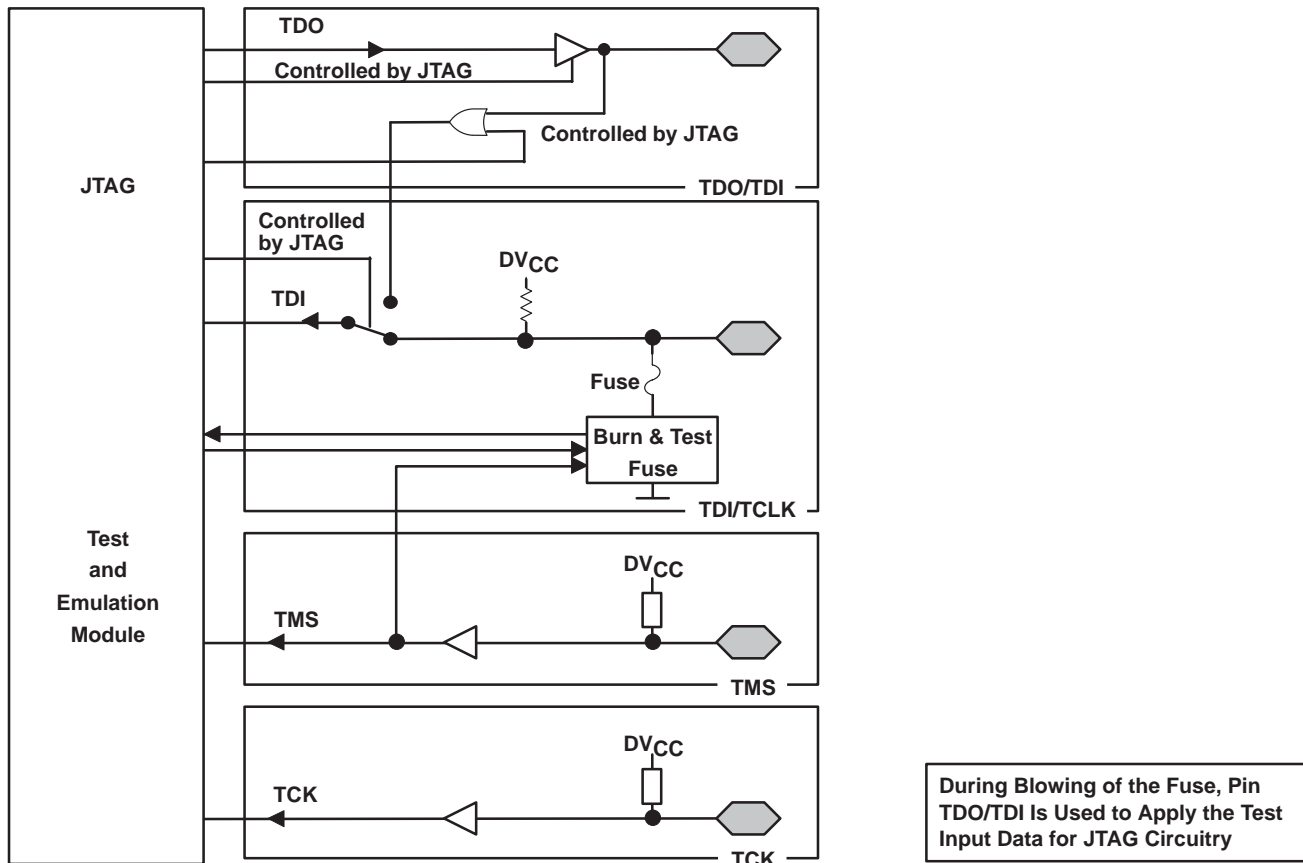 TDO
Controlled by JTAG
Controlled by JTAG
TDO/TDI
JTAG
Controlled
by JTAG
DVCC
TDI
Fuse
Burn & Test
Fuse
TDI/TCLK
Test
and
Emulation
Module
DVCC
TMS
TMS
DVCC
TCK
TCK
During Blowing of the Fuse, Pin
TDO/TDI Is Used to Apply the Test
Input Data for JTAG Circuitry